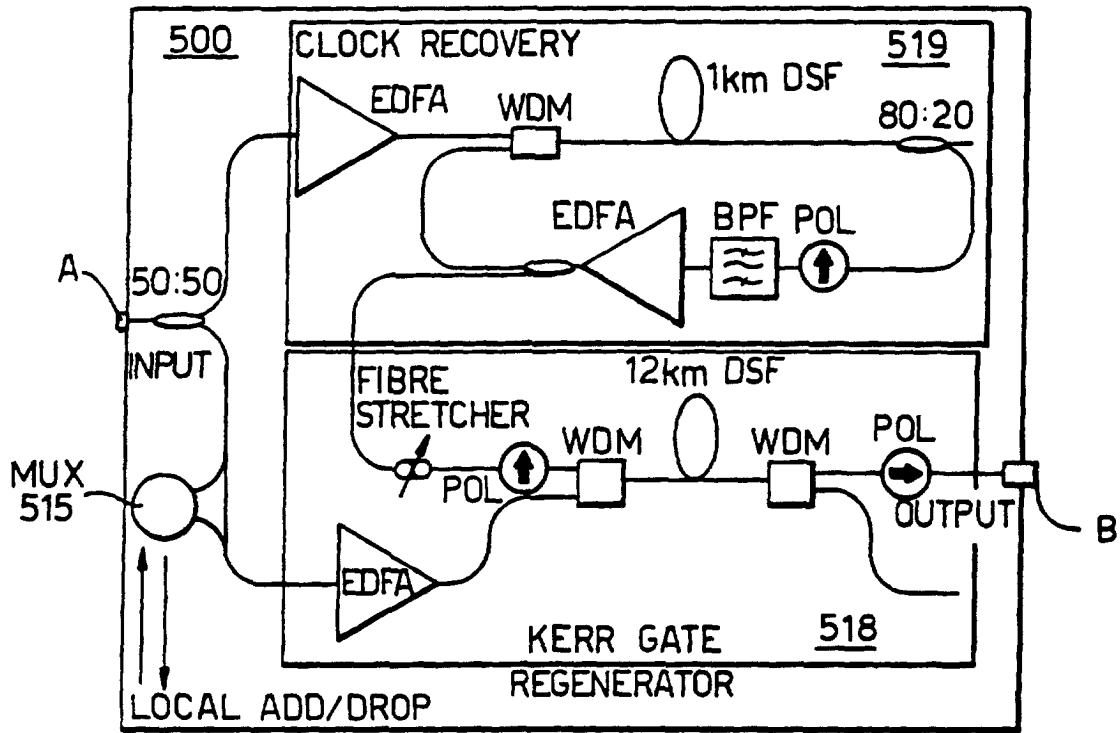 500
CLOCK RECOVERY
519
EDFA
WDM
1km DSF
80:20
EDFA
BPF
POL
A
50:50
INPUT
12km DSF
FIBRE
STRETCHER
WDM
WDM
POL
POL
MUX
515
OUTPUT
B
EDFA
KERR GATE
518
REGENERATOR
LOCAL ADD/DROP